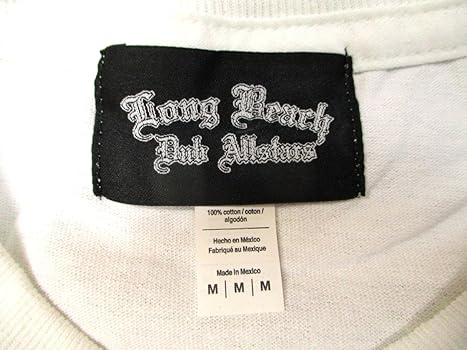 Long Beach
Dub Allstars
100% cotton / coton /
algodón
Hecho en México
Fabriqué au Mexique
Made In Mexico
M | M | M